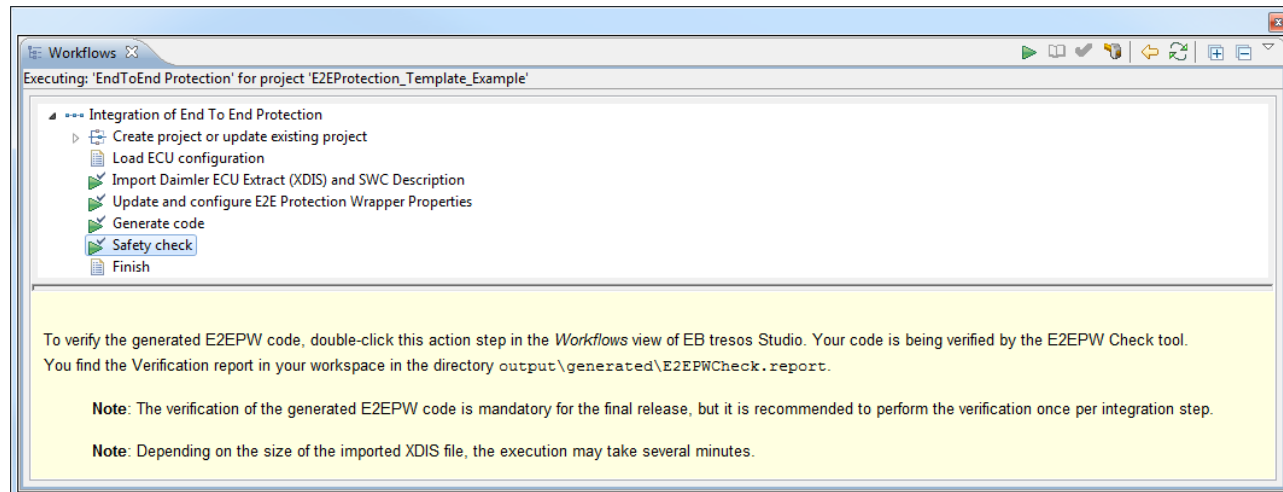 Workflows
Executing: 'EndToEnd Protection' for project 'E2EProtection_Template_Example'
Integration of End To End Protection
Create project or update existing project
Load ECU configuration
Import Daimler ECU Extract (XDIS) and SWC Description
Update and configure E2E Protection Wrapper Properties
Generate code
Safety check
Finish
To verify the generated E2EPW code, double-click this action step in the Workflows view of EB tresos Studio. Your code is being verified by the E2EPW Check tool.
You find the Verification report in your workspace in the directory output\generated\E2EPWCheck.report.
Note: The verification of the generated E2EPW code is mandatory for the final release, but it is recommended to perform the verification once per integration step.
Note: Depending on the size of the imported XDIS file, the execution may take several minutes.